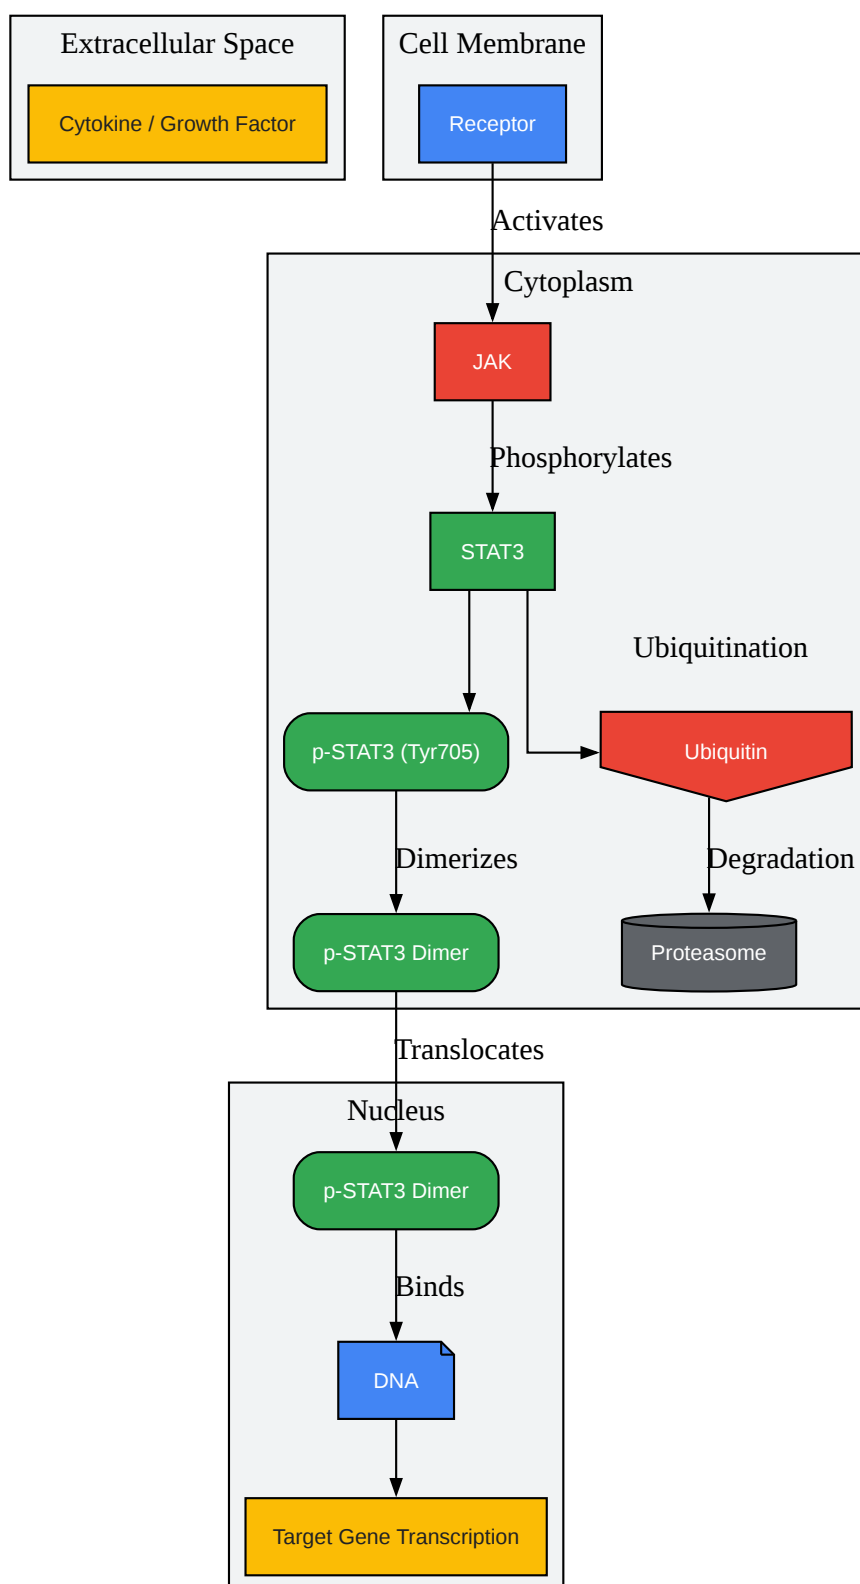 Extracellular Space
Cell Membrane
Cytokine / Growth Factor
Receptor
Activates
Cytoplasm
JAK
Phosphorylates
STAT3
Ubiquitination
p-STAT3 (Tyr705)
Ubiquitin
Dimerizes
Degradation
p-STAT3 Dimer
Proteasome
Translocates
Nucleus
p-STAT3 Dimer
Binds
DNA
Target Gene Transcription